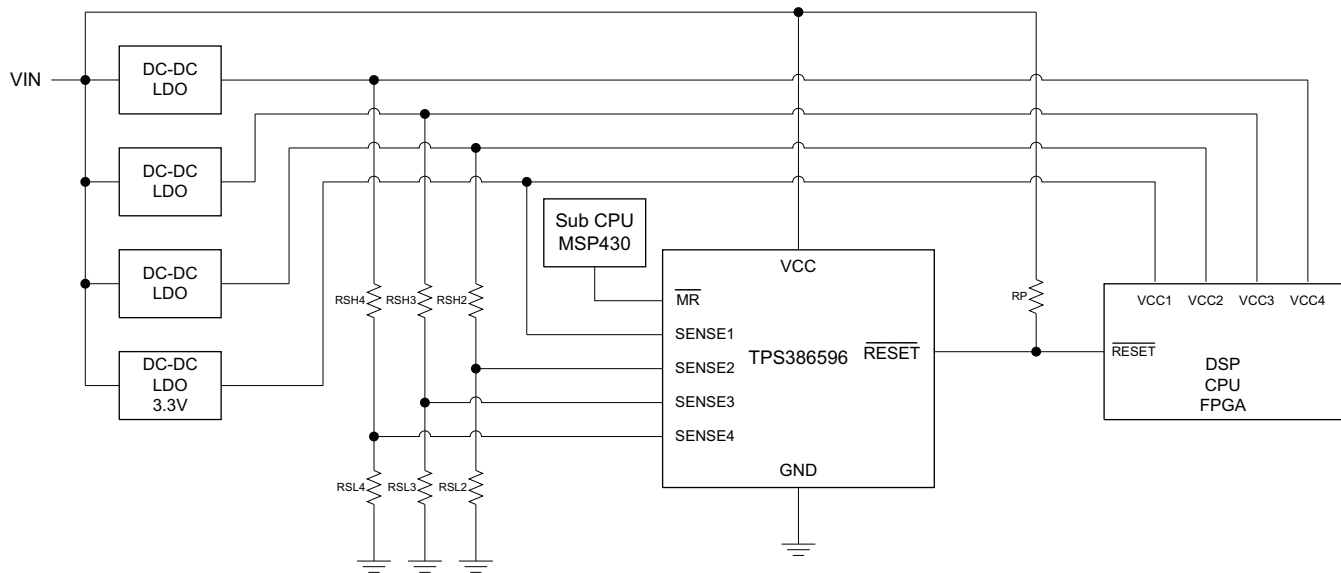 VIN
DC-DC
LDO
DC-DC
LDO
DC-DC
LDO
DC-DC
LDO
3.3V
RSH4
RSH3
RSH2
RSL4
RSL3
RSL2
Sub CPU
MSP430
VCC
MR
SENSE1
SENSE2
SENSE3
SENSE4
TPS386596
RESET
GND
RP
VCC1
VCC2
VCC3
VCC4
RESET
DSP
CPU
FPGA